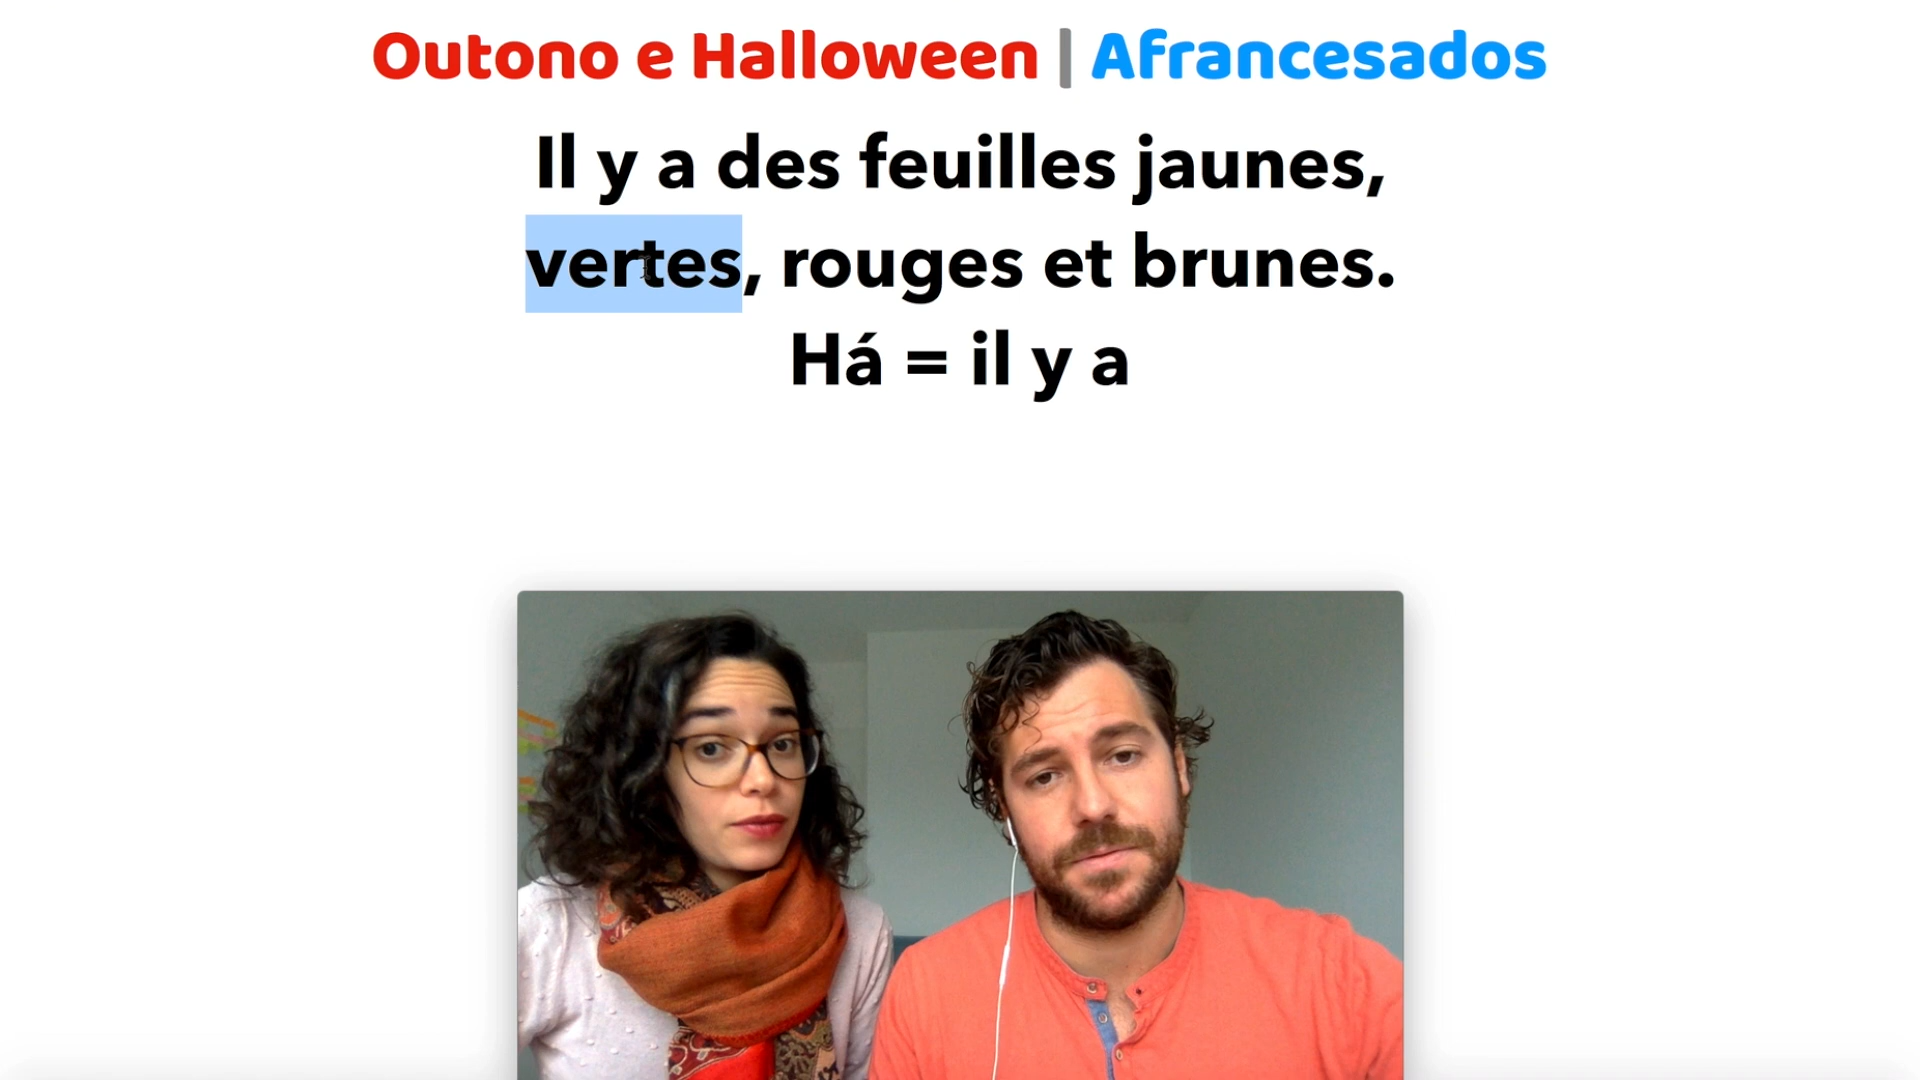 Outono e Halloween | Afrancesados
Il y a des feuilles jaunes,
vertes, rouges et brunes.
Há = il y a